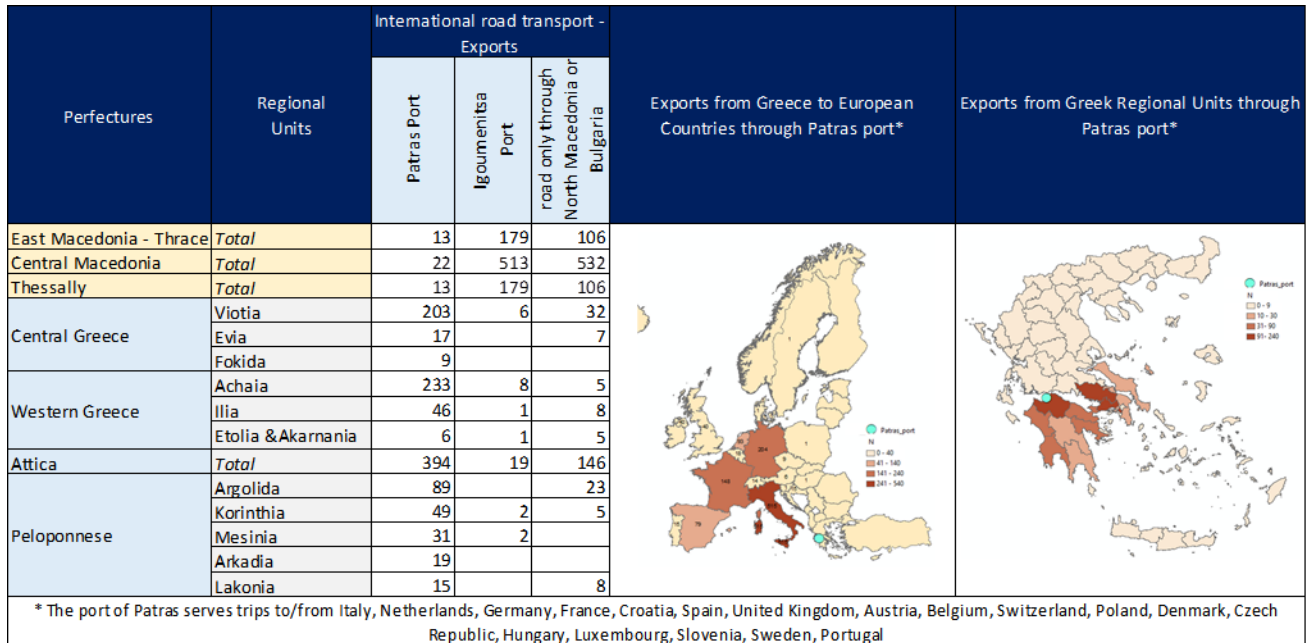 International road transport -
Exports
Perfectures
Regional
Units
Patras Port
Igoumenitsa
Port
road only through
North Macedonia or
Bulgaria
Exports from Greece to European
Countries through Patras port*
Exports from Greek Regional Units through
Patras port*
East Macedonia - Thrace Total 13 179 106
Central Macedonia Total 22 513 532
Thessally Total 13 179 106
Central Greece
Viotia 203 6 32
Evia 17 7
Fokida 9
Western Greece
Achaia 233 8 5
Ilia 46 1 8
Etolia &Akarnania 6 1 5
Attica Total 394 19 146
Peloponnese
Argolida 89 23
Korinthia 49 2 5
Mesinia 31 2
Arkadia 19
Lakonia 15 8
Patras_port
N
0 - 40
41 - 140
141 - 240
241 - 540
Patras_port
N
0 - 9
10 - 30
31- 90
91- 240
* The port of Patras serves trips to/from Italy, Netherlands, Germany, France, Croatia, Spain, United Kingdom, Austria, Belgium, Switzerland, Poland, Denmark, Czech
Republic, Hungary, Luxembourg, Slovenia, Sweden, Portugal